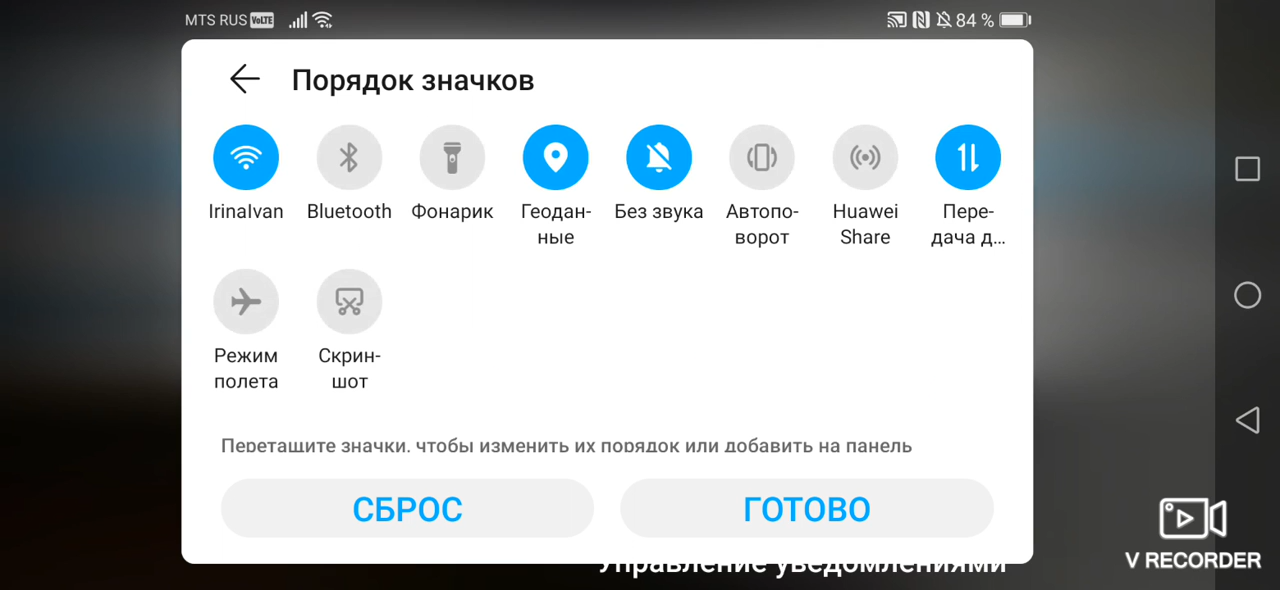 MTS RUS VoLTE 84 %
Порядок значков
IrinaIvan Bluetooth Фонарик Геодан- Без звука Автопо- Huawei Пере-
ные ворот Share дача д...
Режим Скрин-
полета шот
Перетащите значки, чтобы изменить их порядок или добавить на панель
СБРОС ГОТОВО
Управление уведомлениями
V RECORDER